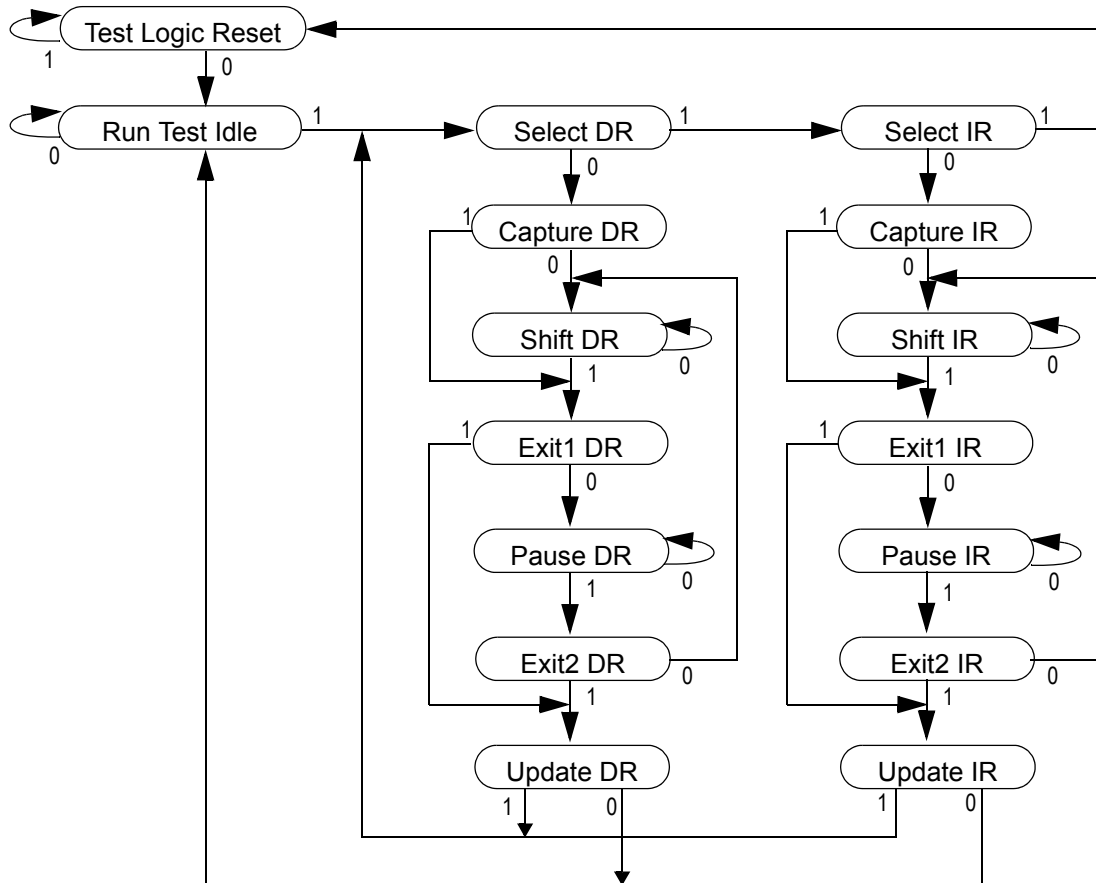 Test Logic Reset
1
0
Run Test Idle
1
Select DR
1
Select IR
1
0
0
0
1
Capture DR
1
Capture IR
0
0
Shift DR
0
Shift IR
0
1
1
1
Exit1 DR
1
Exit1 IR
0
0
Pause DR
0
Pause IR
0
1
1
Exit2 DR
0
Exit2 IR
0
1
1
Update DR
Update IR
1
0
1
0